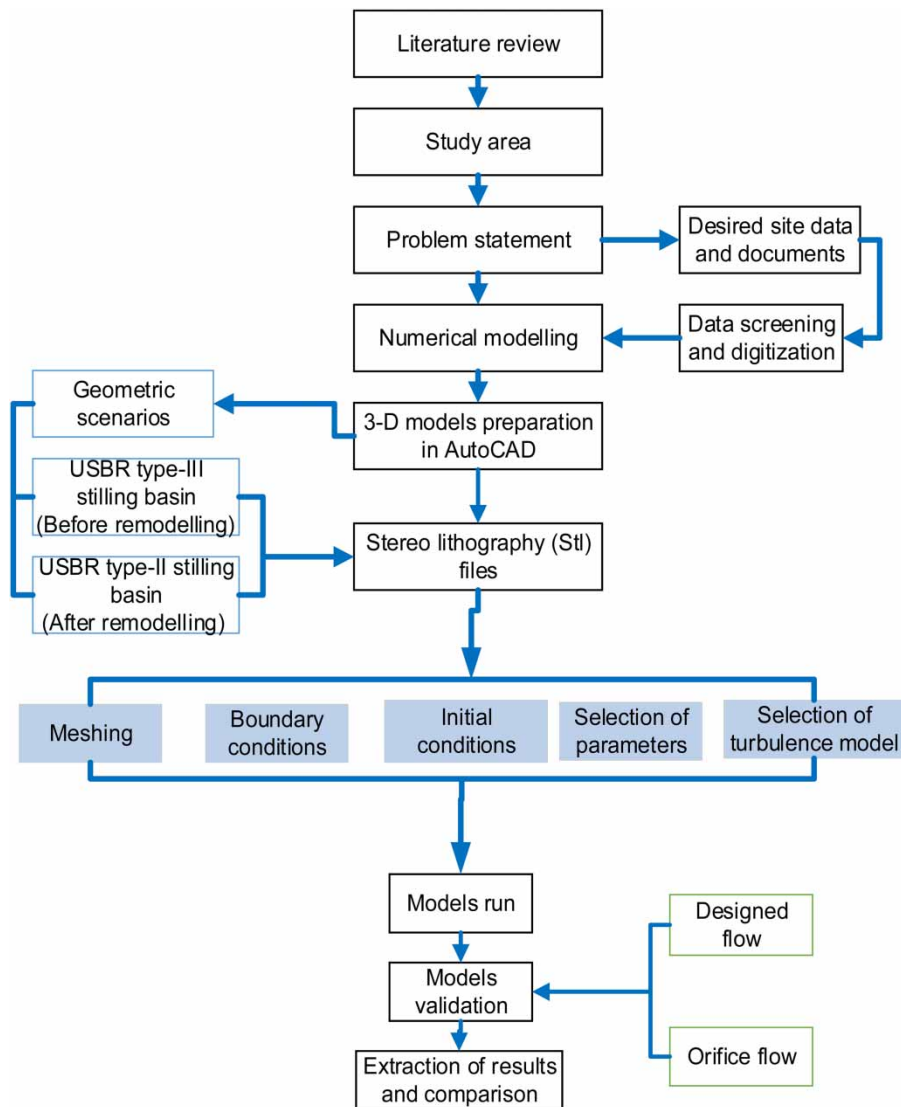 Literature review
Study area
Problem statement
Desired site data
and documents
Numerical modelling
Data screening
and digitization
Geometric
scenarios
3-D models preparation
in AutoCAD
USBR type-III
stilling basin
(Before remodelling)
Stereo lithography (Stl)
files
USBR type-II stilling
basin
(After remodelling)
Meshing
Boundary
conditions
Initial
conditions
Selection of
parameters
Selection of
turbulence model
Models run
Designed
flow
Models
validation
Orifice flow
Extraction of results
and comparison